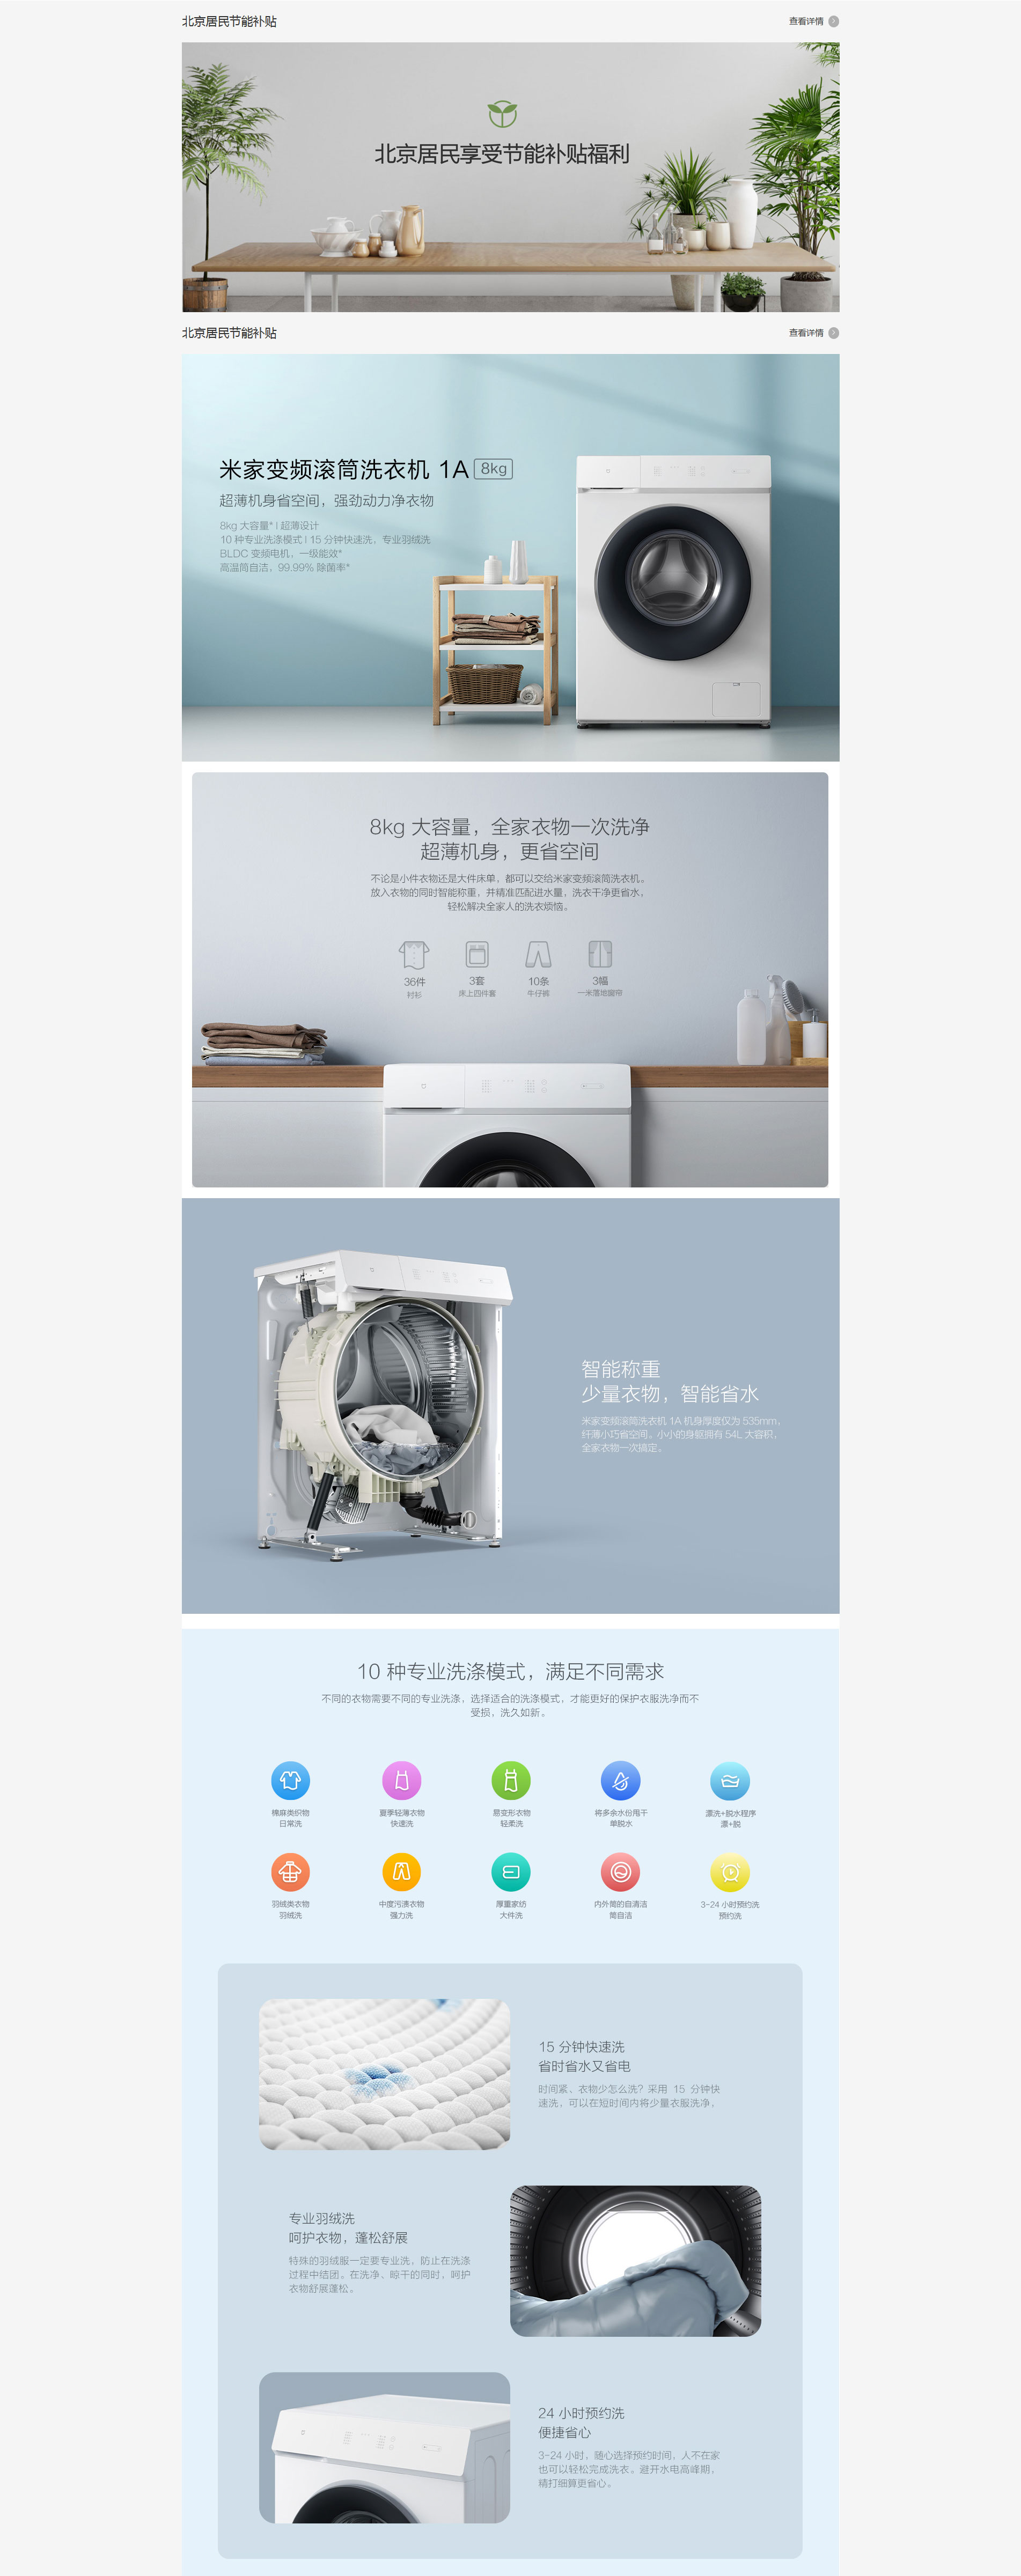 北京居民节能补贴
查看详情
北京居民享受节能补贴福利
北京居民节能补贴
查看详情
米家变频滚筒洗衣机 1A 8kg
超薄机身省空间，强劲动力净衣物
8kg 大容量* | 超薄设计
10 种专业洗涤模式 | 15 分钟快速洗，专业羽绒洗
BLDC 变频电机，一级能效*
高温筒自洁，99.99% 除菌率*
8kg 大容量，全家衣物一次洗净
超薄机身，更省空间
不论是小件衣物还是大件床单，都可以交给米家变频滚筒洗衣机。
放入衣物的同时智能称重，并精准匹配进水量，洗衣干净更省水，
轻松解决全家人的洗衣烦恼。
36件
3套
10条
3幅
衬衫
床上四件套
牛仔裤
一米落地窗帘
智能称重
少量衣物，智能省水
米家变频滚筒洗衣机 1A 机身厚度仅为 535mm，
纤薄小巧省空间。小小的身躯拥有 54L 大容积，
全家衣物一次搞定。
10 种专业洗涤模式，满足不同需求
不同的衣物需要不同的专业洗涤，选择适合的洗涤模式，才能更好的保护衣服洗净而不
受损，洗久如新。
棉麻类织物
日常洗
夏季轻薄衣物
快速洗
易变形衣物
轻柔洗
将多余水份甩干
单脱水
漂洗+脱水程序
漂+脱
羽绒类衣物
羽绒洗
中度污渍衣物
强力洗
厚重家纺
大件洗
内外筒的自清洁
筒自洁
3-24 小时预约洗
预约洗
15 分钟快速洗
省时省水又省电
时间紧、衣物少怎么洗？采用 15 分钟快
速洗，可以在短时间内将少量衣服洗净，
专业羽绒洗
呵护衣物，蓬松舒展
特殊的羽绒服一定要专业洗，防止在洗涤
过程中结团。在洗净、晾干的同时，呵护
衣物舒展蓬松。
24 小时预约洗
便捷省心
3-24 小时，随心选择预约时间，人不在家
也可以轻松完成洗衣。避开水电高峰期，
精打细算更省心。